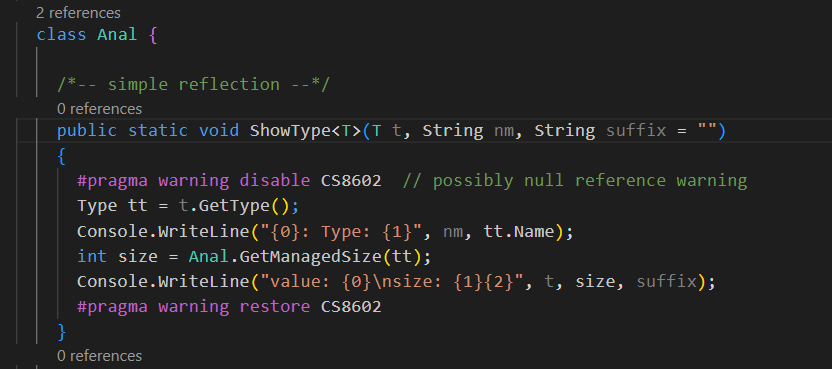 2 references
class Anal {
/*-- simple reflection --*/
0 references
public static void ShowType<T>(T t, String nm, String suffix = "")
{
#pragma warning disable CS8602  // possibly null reference warning
Type tt = t.GetType();
Console.WriteLine("{0}: Type: {1}", nm, tt.Name);
int size = Anal.GetManagedSize(tt);
Console.WriteLine("value: {0}\nsize: {1}{2}", t, size, suffix);
#pragma warning restore CS8602
}
0 references